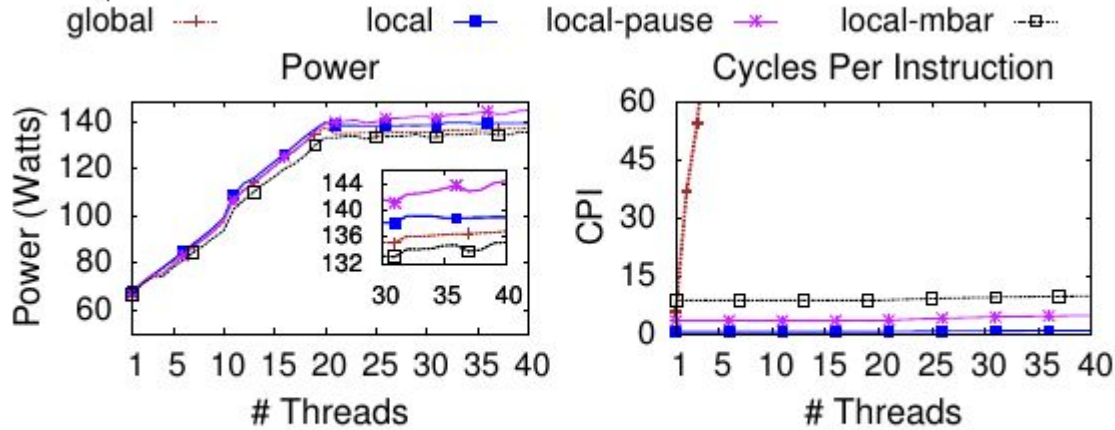 global local local-pause local-mbar
Power
Cycles Per Instruction
Power (Watts)
140
120
100
80
60
144
140
136
132
30 35 40
1 5 10 15 20 25 30 35 40
# Threads
CPI
60
45
30
15
0
1 5 10 15 20 25 30 35 40
# Threads